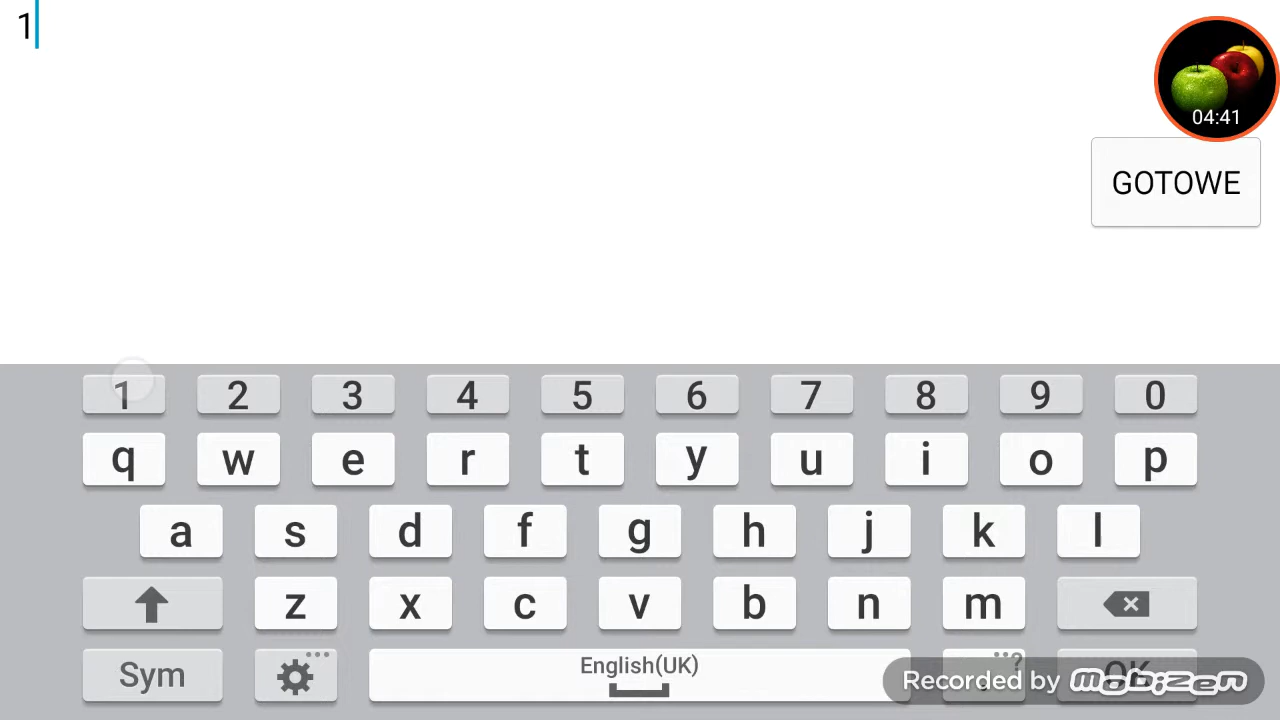 1
04:41
GOTOWE
1 2 3 4 5 6 7 8 9 0
q w e r t y u i o p
a s d f g h j k l
z x c v b n m
Sym English(UK) ? OK
Recorded by mobizen